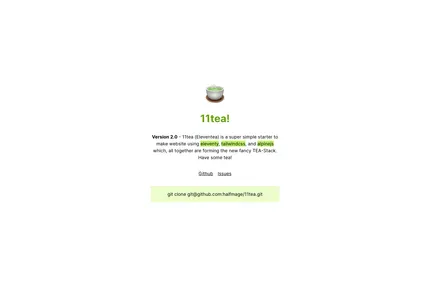 11tea!
Version 2.0 - 11tea (Eleventea) is a super simple starter to
make website using eleventy, tailwindcss, and alpinejs
which, all together are forming the new fancy TEA-Stack.
Have some tea!
Github Issues
git clone git@github.com:halfmage/11tea.git